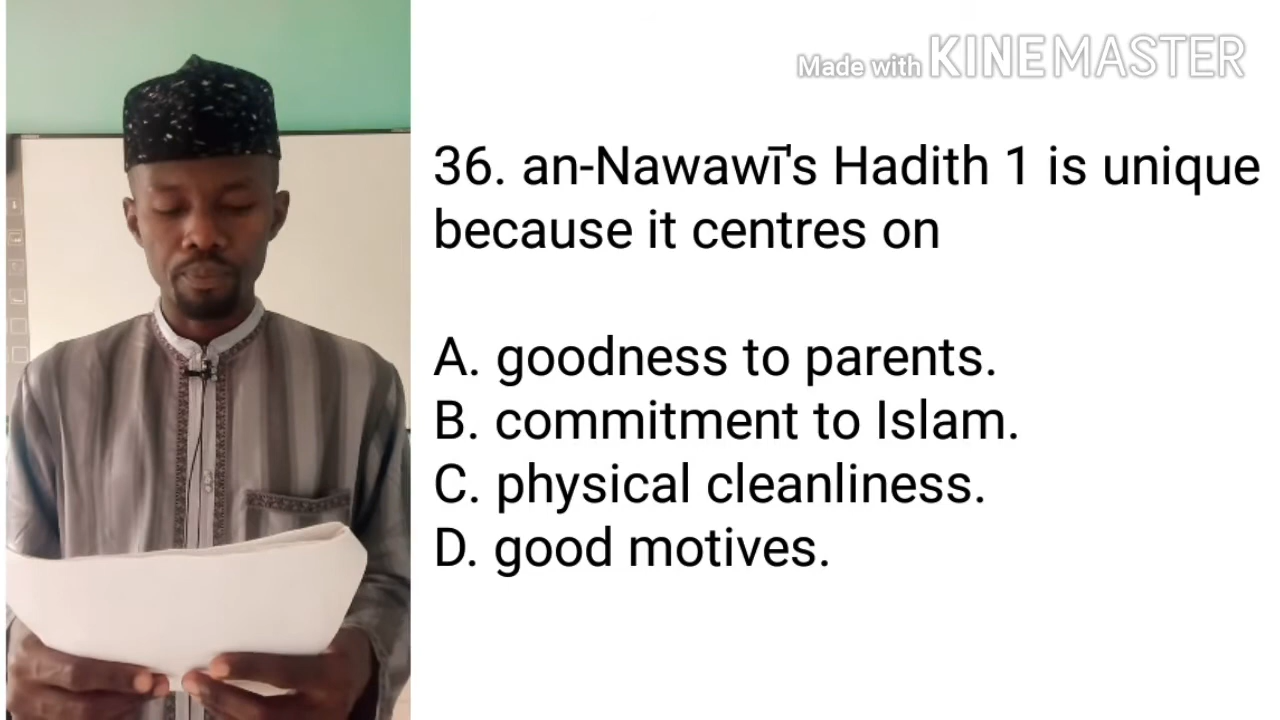 Made with KINEMASTER
36. an-Nawawī's Hadith 1 is unique
because it centres on
A. goodness to parents.
B. commitment to Islam.
C. physical cleanliness.
D. good motives.